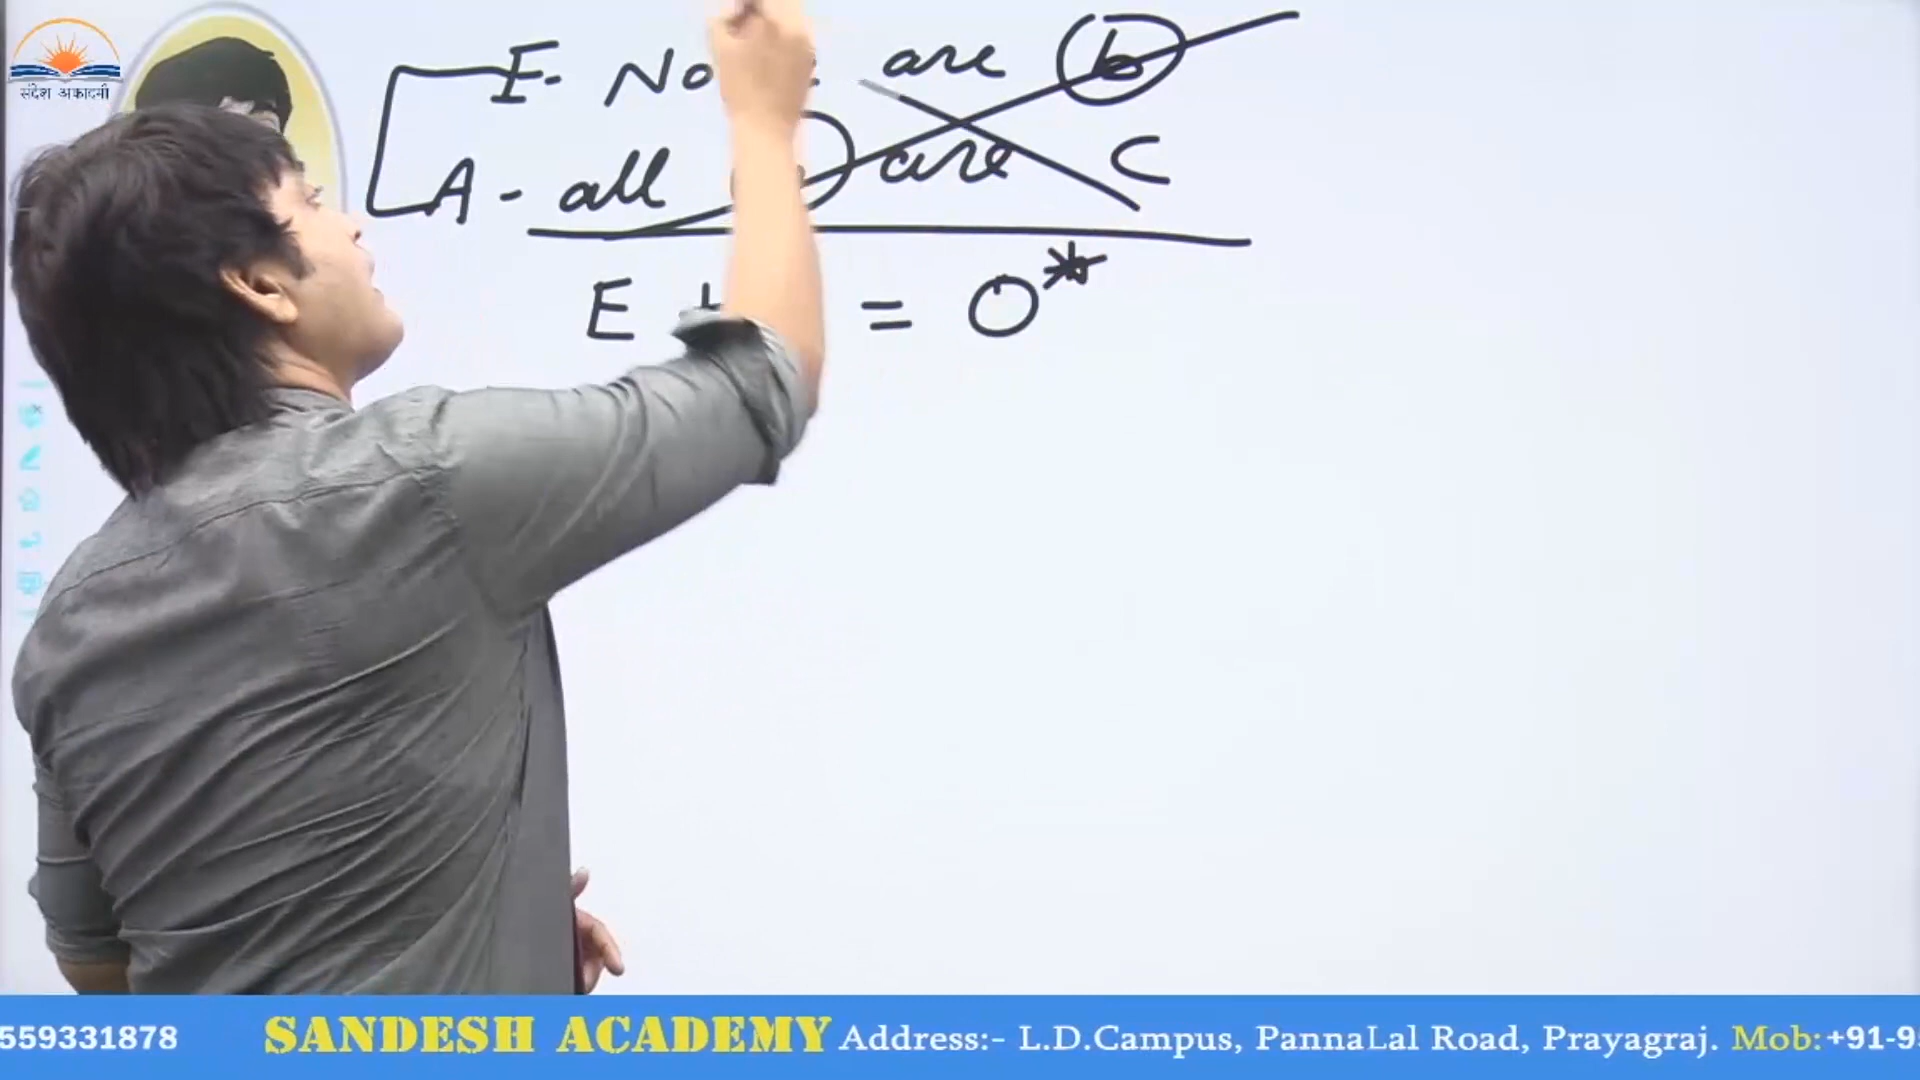 संदेश अकादमी
E- No are b
A - all are C
E + = O*
559331878 SANDESH ACADEMY Address:- L.D.Campus, PannaLal Road, Prayagraj. Mob:+91-9